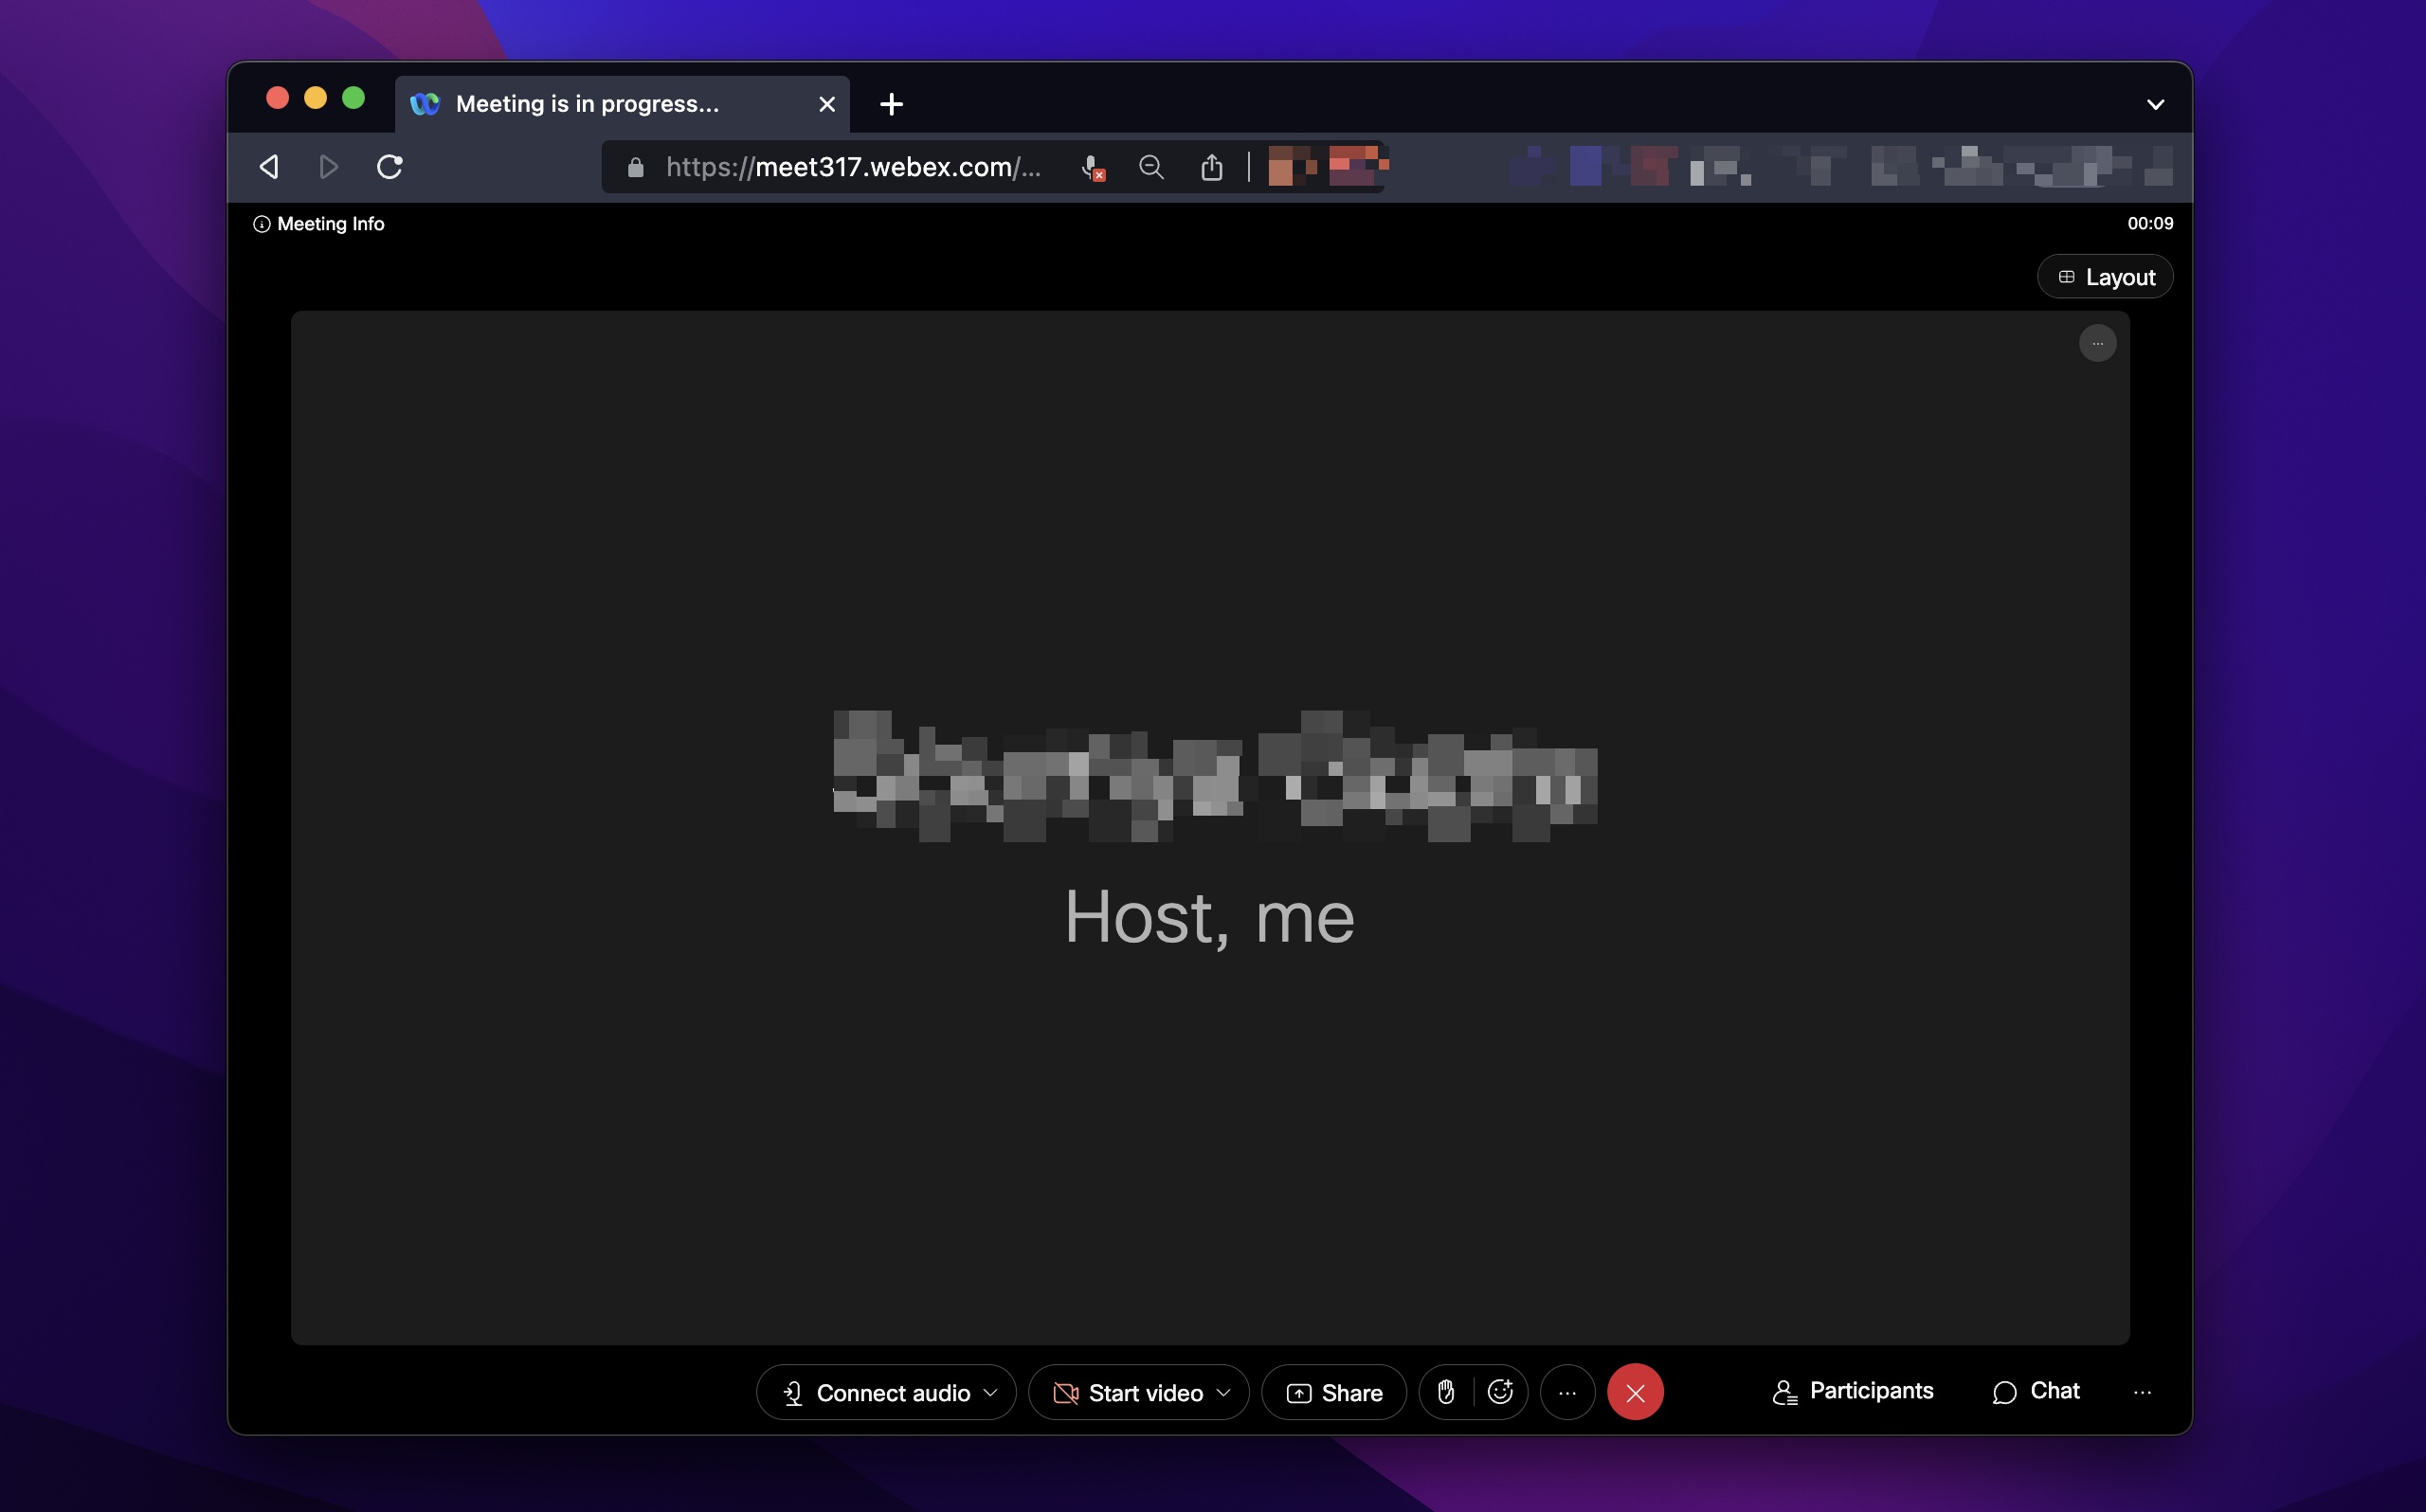 Meeting is in progress...
https://meet317.webex.com/...
Meeting Info
00:09
Layout
Host, me
Connect audio
Start video
Share
Participants
Chat